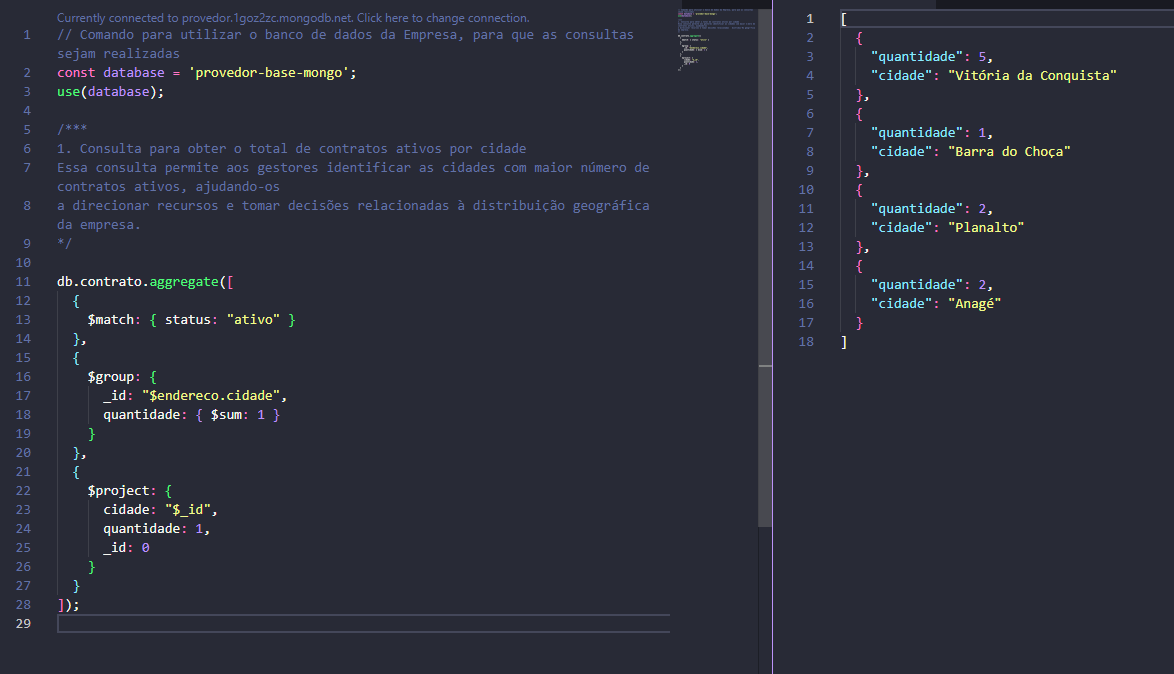 Currently connected to provedor.1goz2zc.mongodb.net. Click here to change connection.
1 // Comando para utilizar o banco de dados da Empresa, para que as consultas
sejam realizadas
2 const database = 'provedor-base-mongo';
3 use(database);
4
5 /***
6 1. Consulta para obter o total de contratos ativos por cidade
7 Essa consulta permite aos gestores identificar as cidades com maior número de
contratos ativos, ajudando-os
8 a direcionar recursos e tomar decisões relacionadas à distribuição geográfica
da empresa.
9 */
10
11 db.contrato.aggregate([
12 {
13 $match: { status: "ativo" }
14 },
15 {
16 $group: {
17 _id: "$endereco.cidade",
18 quantidade: { $sum: 1 }
19 }
20 },
21 {
22 $project: {
23 cidade: "$_id",
24 quantidade: 1,
25 _id: 0
26 }
27 }
28 ]);
29
1 [
2 {
3 "quantidade": 5,
4 "cidade": "Vitória da Conquista"
5 },
6 {
7 "quantidade": 1,
8 "cidade": "Barra do Choça"
9 },
10 {
11 "quantidade": 2,
12 "cidade": "Planalto"
13 },
14 {
15 "quantidade": 2,
16 "cidade": "Anagé"
17 }
18 ]